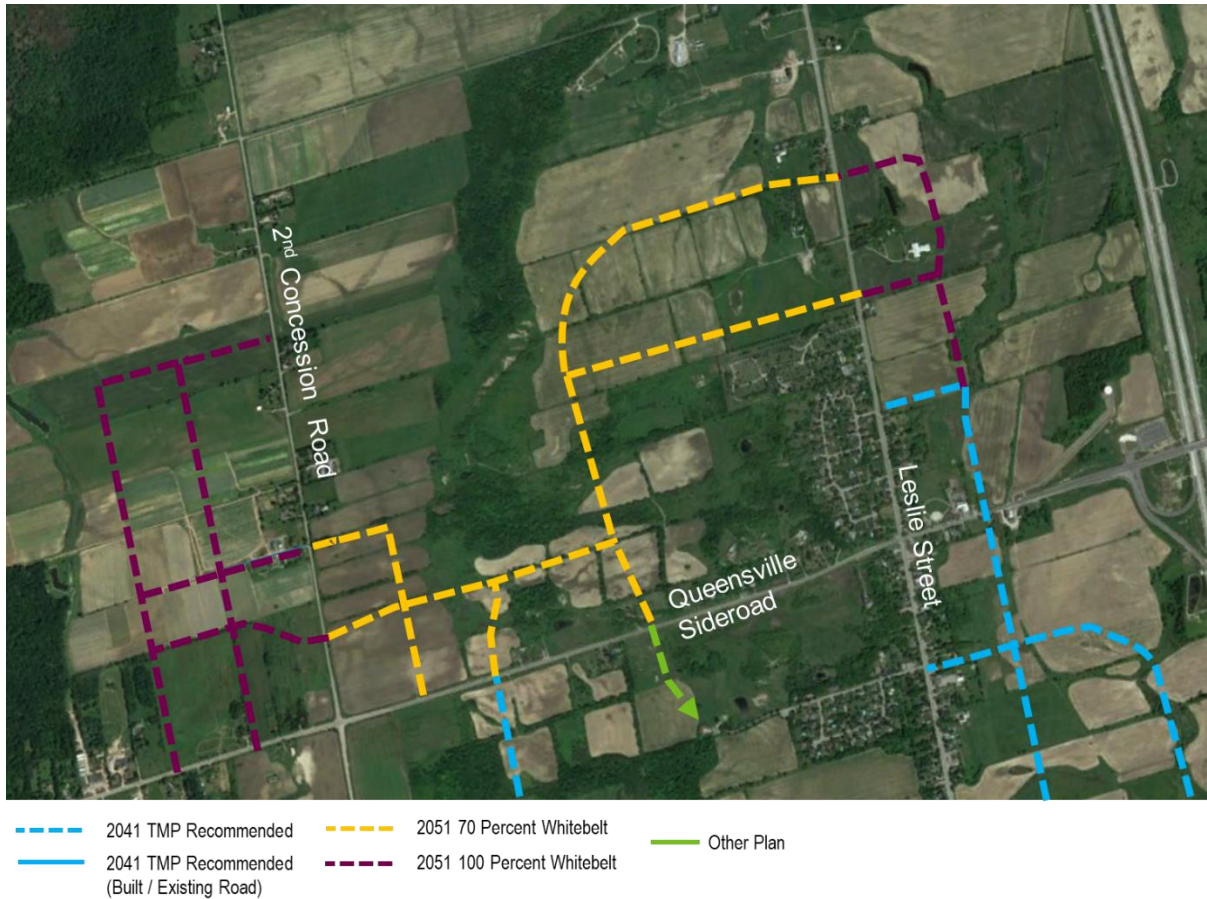 2nd Concession Road
Leslie Street
Queensville
Sideroad
2041 TMP Recommended
2041 TMP Recommended
(Built / Existing Road)
2051 70 Percent Whitebelt
2051 100 Percent Whitebelt
Other Plan